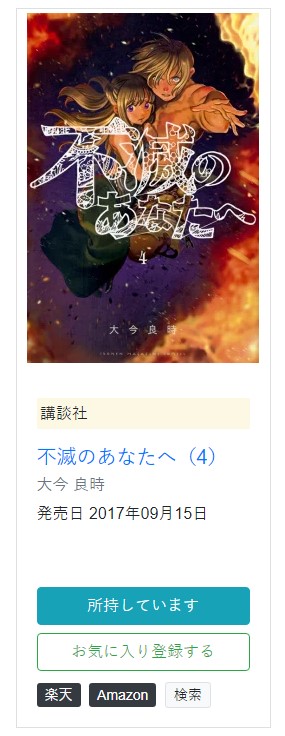 不滅の
あなたへ
4
大今良時
講談社
不滅のあなたへ（4）
大今 良時
発売日 2017年09月15日
所持しています
お気に入り登録する
楽天 Amazon 検索